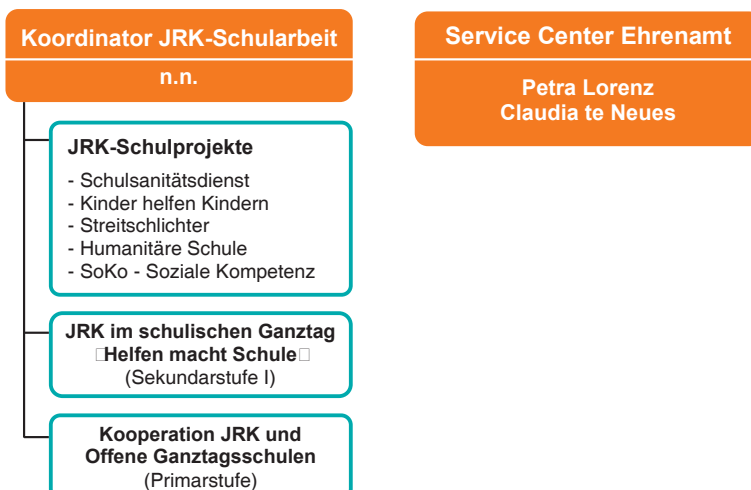 Koordinator JRK-Schularbeit
n.n.
JRK-Schulprojekte
- Schulsanitätsdienst
- Kinder helfen Kindern
- Streitschlichter
- Humanitäre Schule
- SoKo - Soziale Kompetenz
JRK im schulischen Ganztag
□Helfen macht Schule□
(Sekundarstufe I)
Kooperation JRK und
Offene Ganztagsschulen
(Primarstufe)
Service Center Ehrenamt
Petra Lorenz
Claudia te Neues